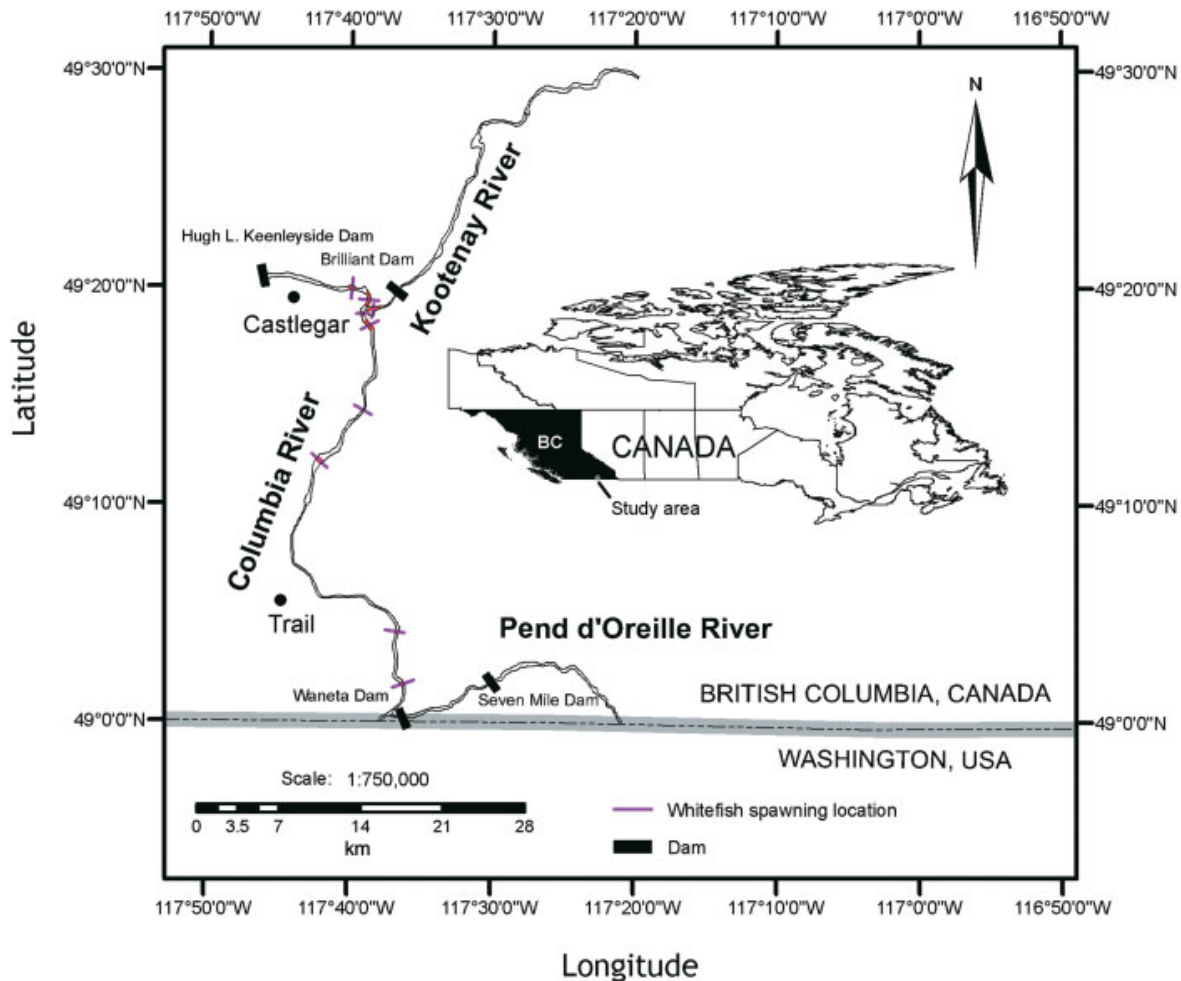 117°50'0"W 117°40'0"W 117°30'0"W 117°20'0"W 117°10'0"W 117°0'0"W 116°50'0"W
49°30'0"N
49°30'0"N
N
Kootenay River
Hugh L. Keenleyside Dam
Brilliant Dam
49°20'0"N
49°20'0"N
Castlegar
Latitude
BC
CANADA
Study area
49°10'0"N
49°10'0"N
Columbia River
Trail
Pend d'Oreille River
Waneta Dam
Seven Mile Dam
BRITISH COLUMBIA, CANADA
49°0'0"N
49°0'0"N
WASHINGTON, USA
Scale: 1:750,000
0 3.5 7 14 21 28
km
Whitefish spawning location
Dam
117°50'0"W 117°40'0"W 117°30'0"W 117°20'0"W 117°10'0"W 117°0'0"W 116°50'0"W
Longitude